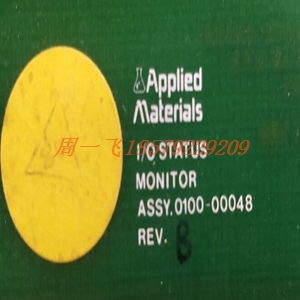 Applied
Materials
I/O STATUS
MONITOR
ASSY.0100-00048
REV. B
周一飞